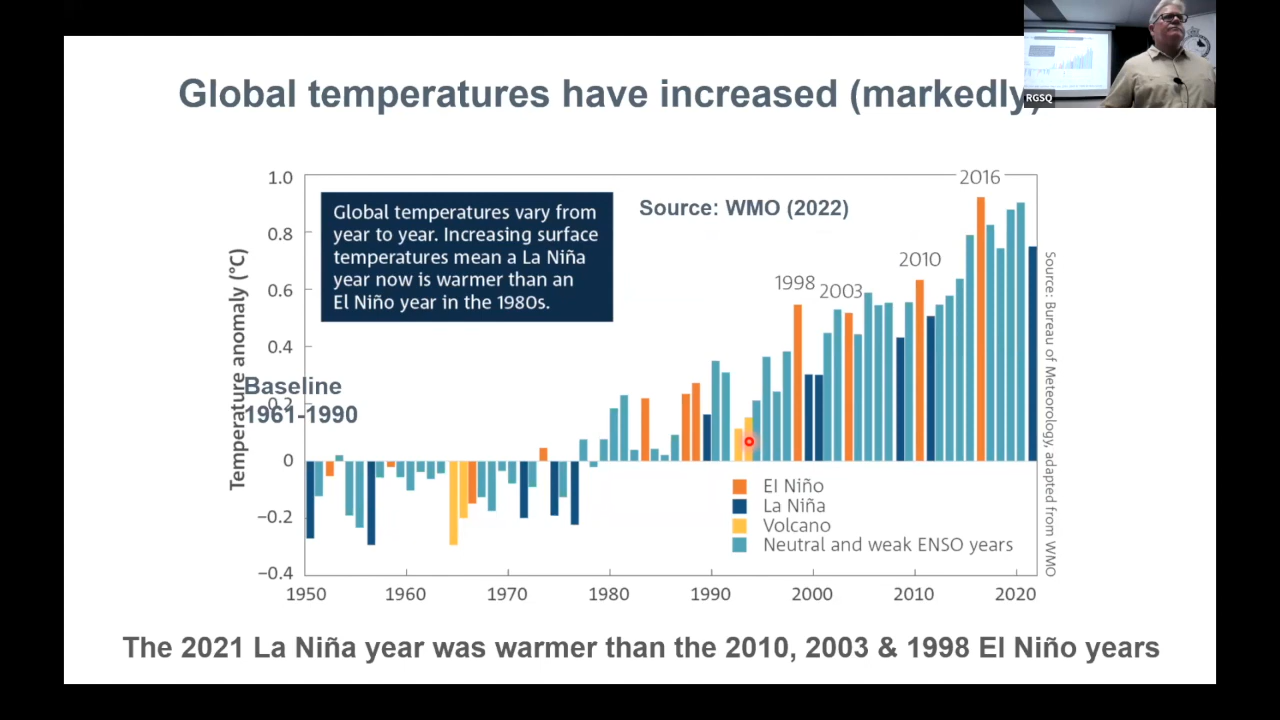 Global temperatures have increased (markedly)
RGSQ
1.0
0.8
0.6
0.4
0.2
0
−0.2
−0.4
Temperature anomaly (°C)
Baseline
1961-1990
Global temperatures vary from
year to year. Increasing surface
temperatures mean a La Niña
year now is warmer than an
El Niño year in the 1980s.
Source: WMO (2022)
1998
2003
2010
2016
El Niño
La Niña
Volcano
Neutral and weak ENSO years
Source: Bureau of Meteorology, adapted from WMO
1950
1960
1970
1980
1990
2000
2010
2020
The 2021 La Niña year was warmer than the 2010, 2003 & 1998 El Niño years